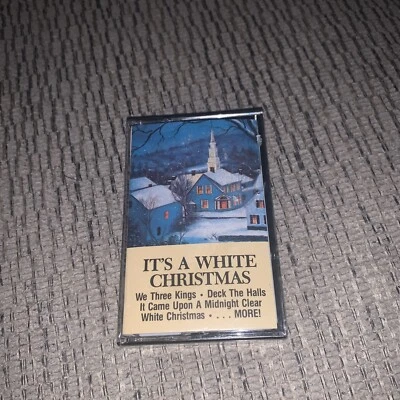 IT'S A WHITE
CHRISTMAS
We Three Kings • Deck The Halls
It Came Upon A Midnight Clear
White Christmas • . . . MORE!